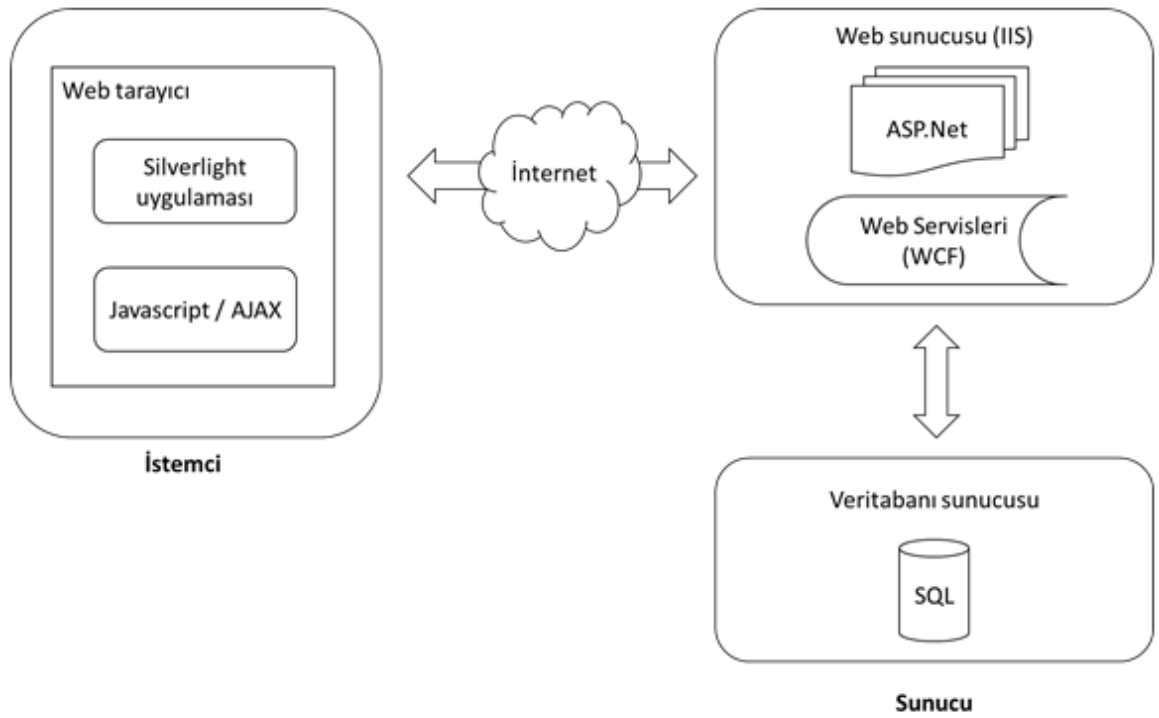 Web tarayıcı
Silverlight
uygulaması
Javascript / AJAX
İstemci
İnternet
Web sunucusu (IIS)
ASP.Net
Web Servisleri
(WCF)
Veritabanı sunucusu
SQL
Sunucu